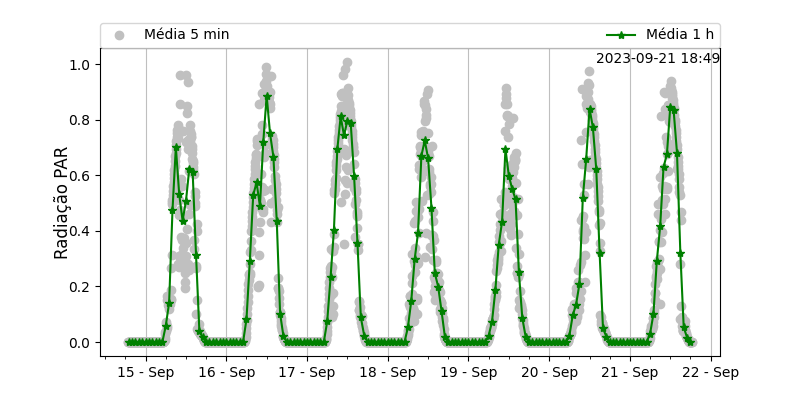 Média 5 min
Média 1 h
2023-09-21 18:49
Radiação PAR
1.0
0.8
0.6
0.4
0.2
0.0
15 - Sep
16 - Sep
17 - Sep
18 - Sep
19 - Sep
20 - Sep
21 - Sep
22 - Sep